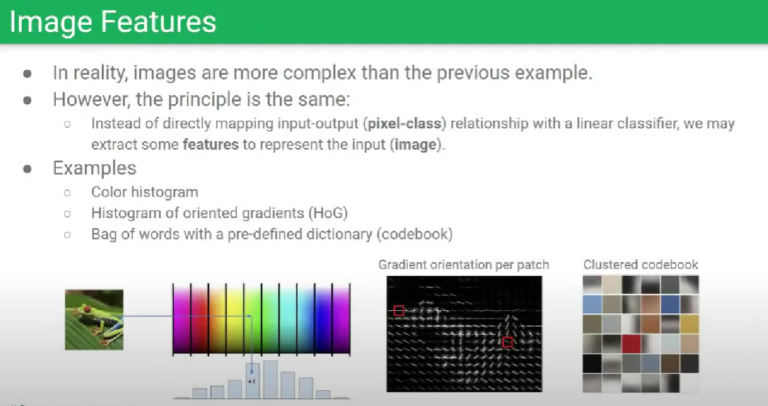 Image Features
In reality, images are more complex than the previous example.
However, the principle is the same:
Instead of directly mapping input-output (pixel-class) relationship with a linear classifier, we may
extract some features to represent the input (image).
Examples
Color histogram
Histogram of oriented gradients (HoG)
Bag of words with a pre-defined dictionary (codebook)
Gradient orientation per patch
Clustered codebook
+1